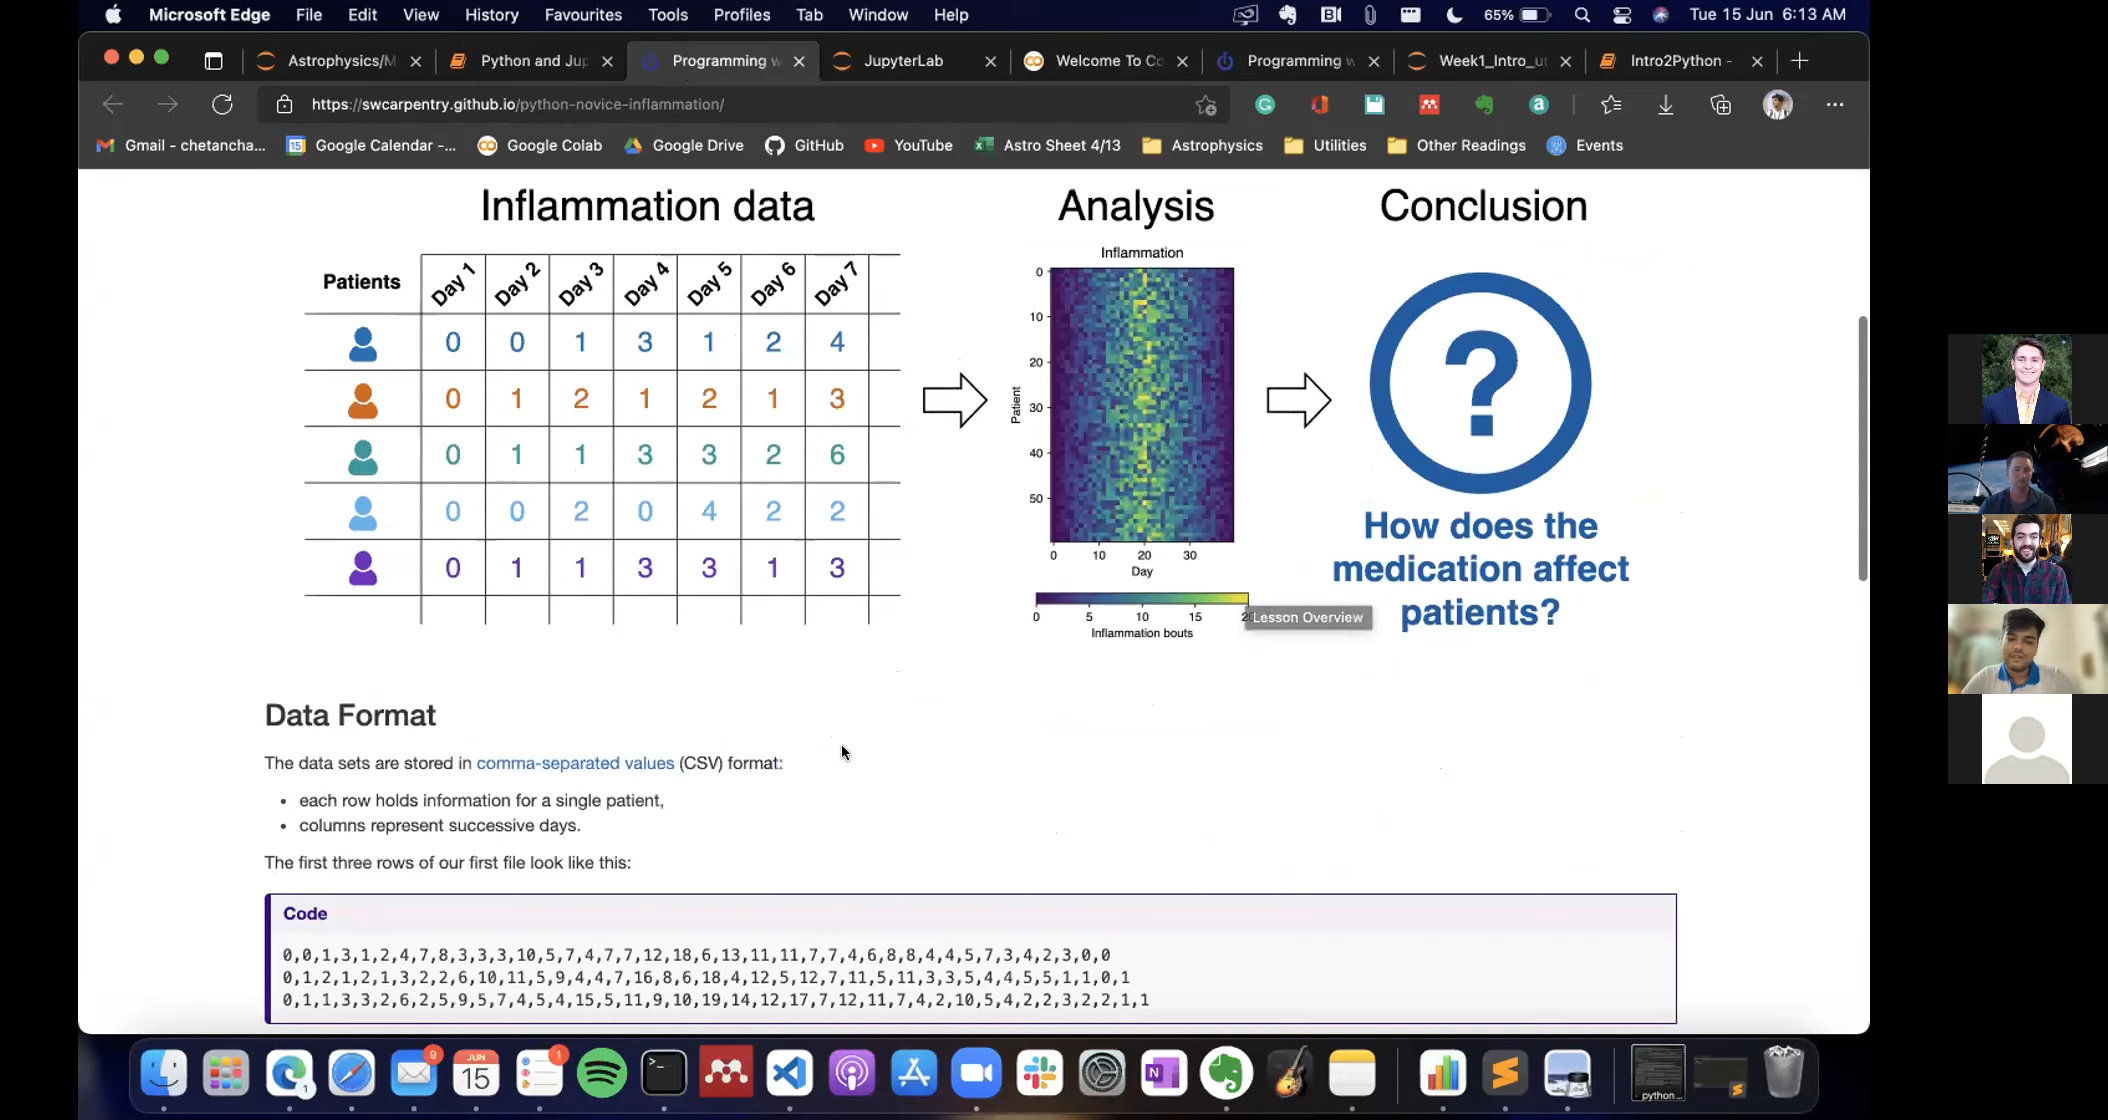 Microsoft Edge File Edit View History Favourites Tools Profiles Tab Window Help 65% Tue 15 Jun 6:13 AM
Astrophysics/M Python and Jup Programming w JupyterLab Welcome To Co Programming w Week1_Intro_ur Intro2Python -
https://swcarpentry.github.io/python-novice-inflammation/
Gmail - chetancha... Google Calendar -... Google Colab Google Drive GitHub YouTube Astro Sheet 4/13 Astrophysics Utilities Other Readings Events
Inflammation data
Patients Day 1 Day 2 Day 3 Day 4 Day 5 Day 6 Day 7
0 0 1 3 1 2 4
0 1 2 1 2 1 3
0 1 1 3 3 2 6
0 0 2 0 4 2 2
0 1 1 3 3 1 3
Analysis
Inflammation
0
10
20
30
40
50
Patient
0 10 20 30
Day
0 5 10 15
Inflammation bouts
Lesson Overview
Conclusion
?
How does the
medication affect
patients?
Data Format
The data sets are stored in comma-separated values (CSV) format:
• each row holds information for a single patient,
• columns represent successive days.
The first three rows of our first file look like this:
Code
0,0,1,3,1,2,4,7,8,3,3,3,10,5,7,4,7,7,12,18,6,13,11,11,7,7,4,6,8,8,4,4,5,7,3,4,2,3,0,0
0,1,2,1,2,1,3,2,2,6,10,11,5,9,4,4,7,16,8,6,18,4,12,5,12,7,11,5,11,3,3,5,4,4,5,5,1,1,0,1
0,1,1,3,3,2,6,2,5,9,5,7,4,5,4,15,5,11,9,10,19,14,12,17,7,12,11,7,4,2,10,5,4,2,2,3,2,2,1,1
9 JUN 15 1
python...